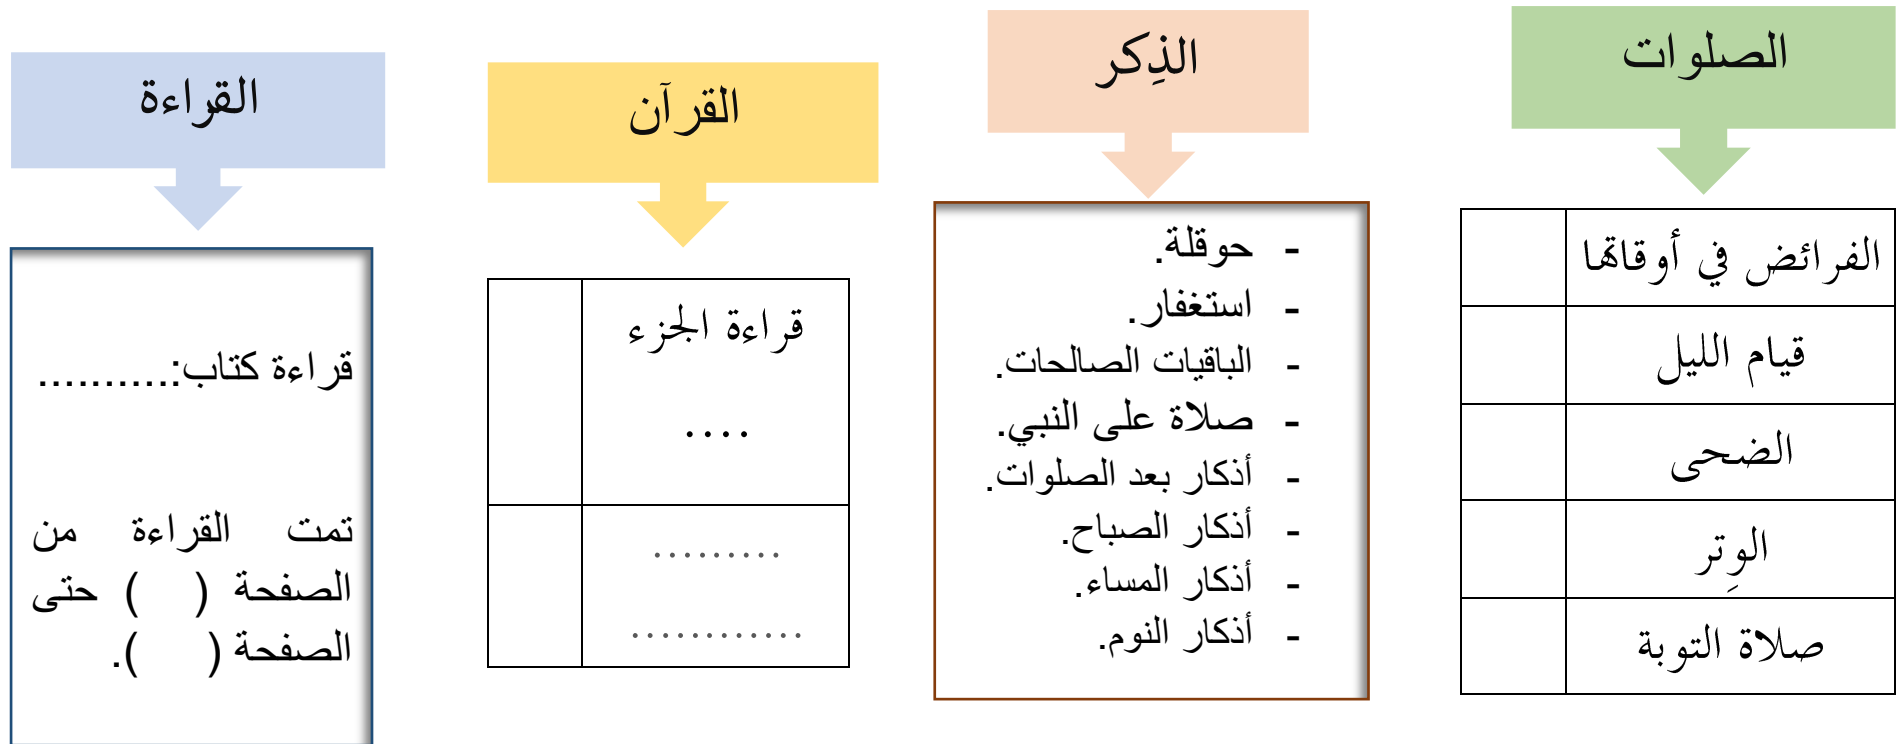 الصلوات
الفرائض في أوقاتها
قيام الليل
الضحى
الوِتر
صلاة التوبة
الذِكر
- حوقلة.
- استغفار.
- الباقيات الصالحات.
- صلاة على النبي.
- أذكار بعد الصلوات.
- أذكار الصباح.
- أذكار المساء.
- أذكار النوم.
القرآن
قراءة الجزء
....
.........
............
القراءة
قراءة كتاب:...........
تمت القراءة من
الصفحة (   ) حتى
الصفحة (   ).